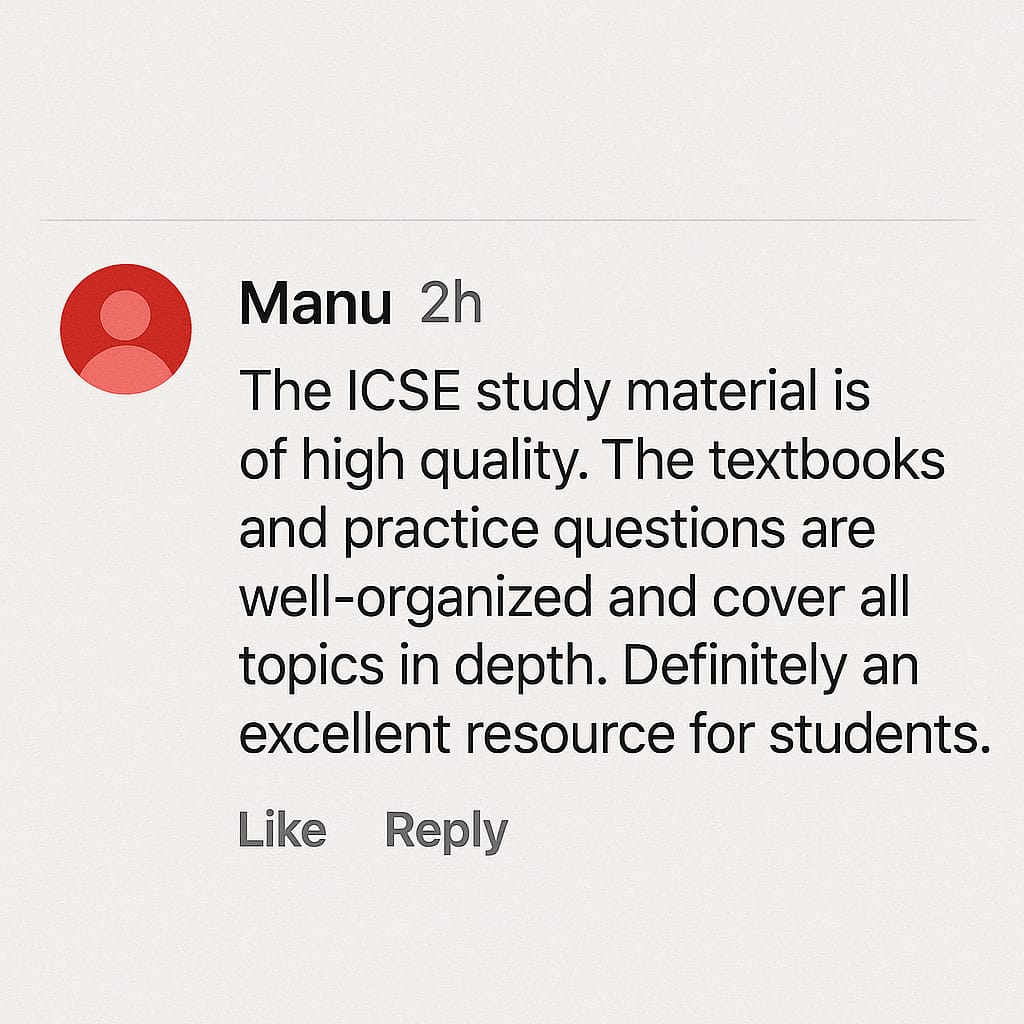 Manu 2h
The ICSE study material is
of high quality. The textbooks
and practice questions are
well-organized and cover all
topics in depth. Definitely an
excellent resource for students.
Like Reply